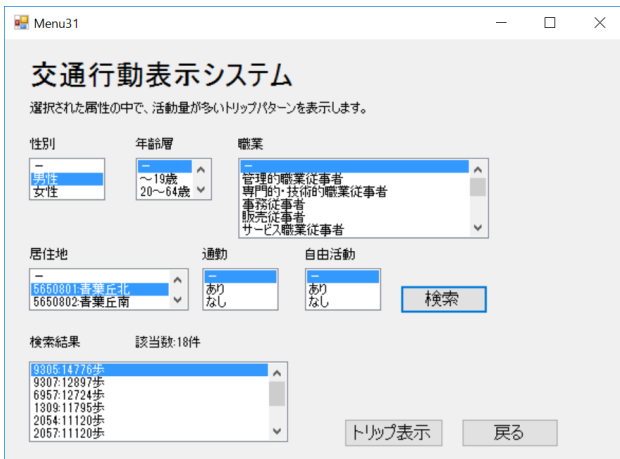 Menu31
交通行動表示システム
選択された属性の中で、活動量が多いトリップパターンを表示します。
性別
年齢層
職業
－
男性
女性
－
～19歳
20～64歳
－
管理的職業従事者
専門的・技術的職業従事者
事務従事者
販売従事者
サービス職業従事者
居住地
通勤
自由活動
－
5650801:青葉丘北
5650802:青葉丘南
－
あり
なし
－
あり
なし
検索
検索結果
該当数:18件
9305:14776歩
9307:12897歩
6957:12724歩
1309:11795歩
2054:11120歩
2057:11120歩
トリップ表示
戻る